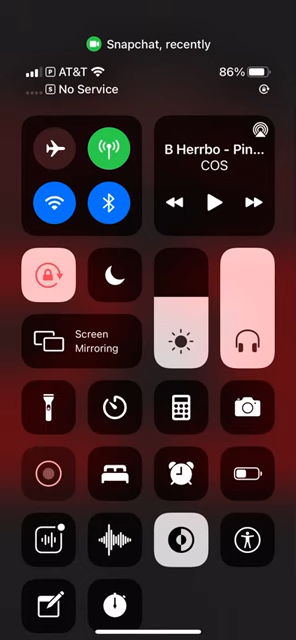 Snapchat, recently
P AT&T 86%
S No Service
B Herrbo - Pin...
COS
Screen
Mirroring